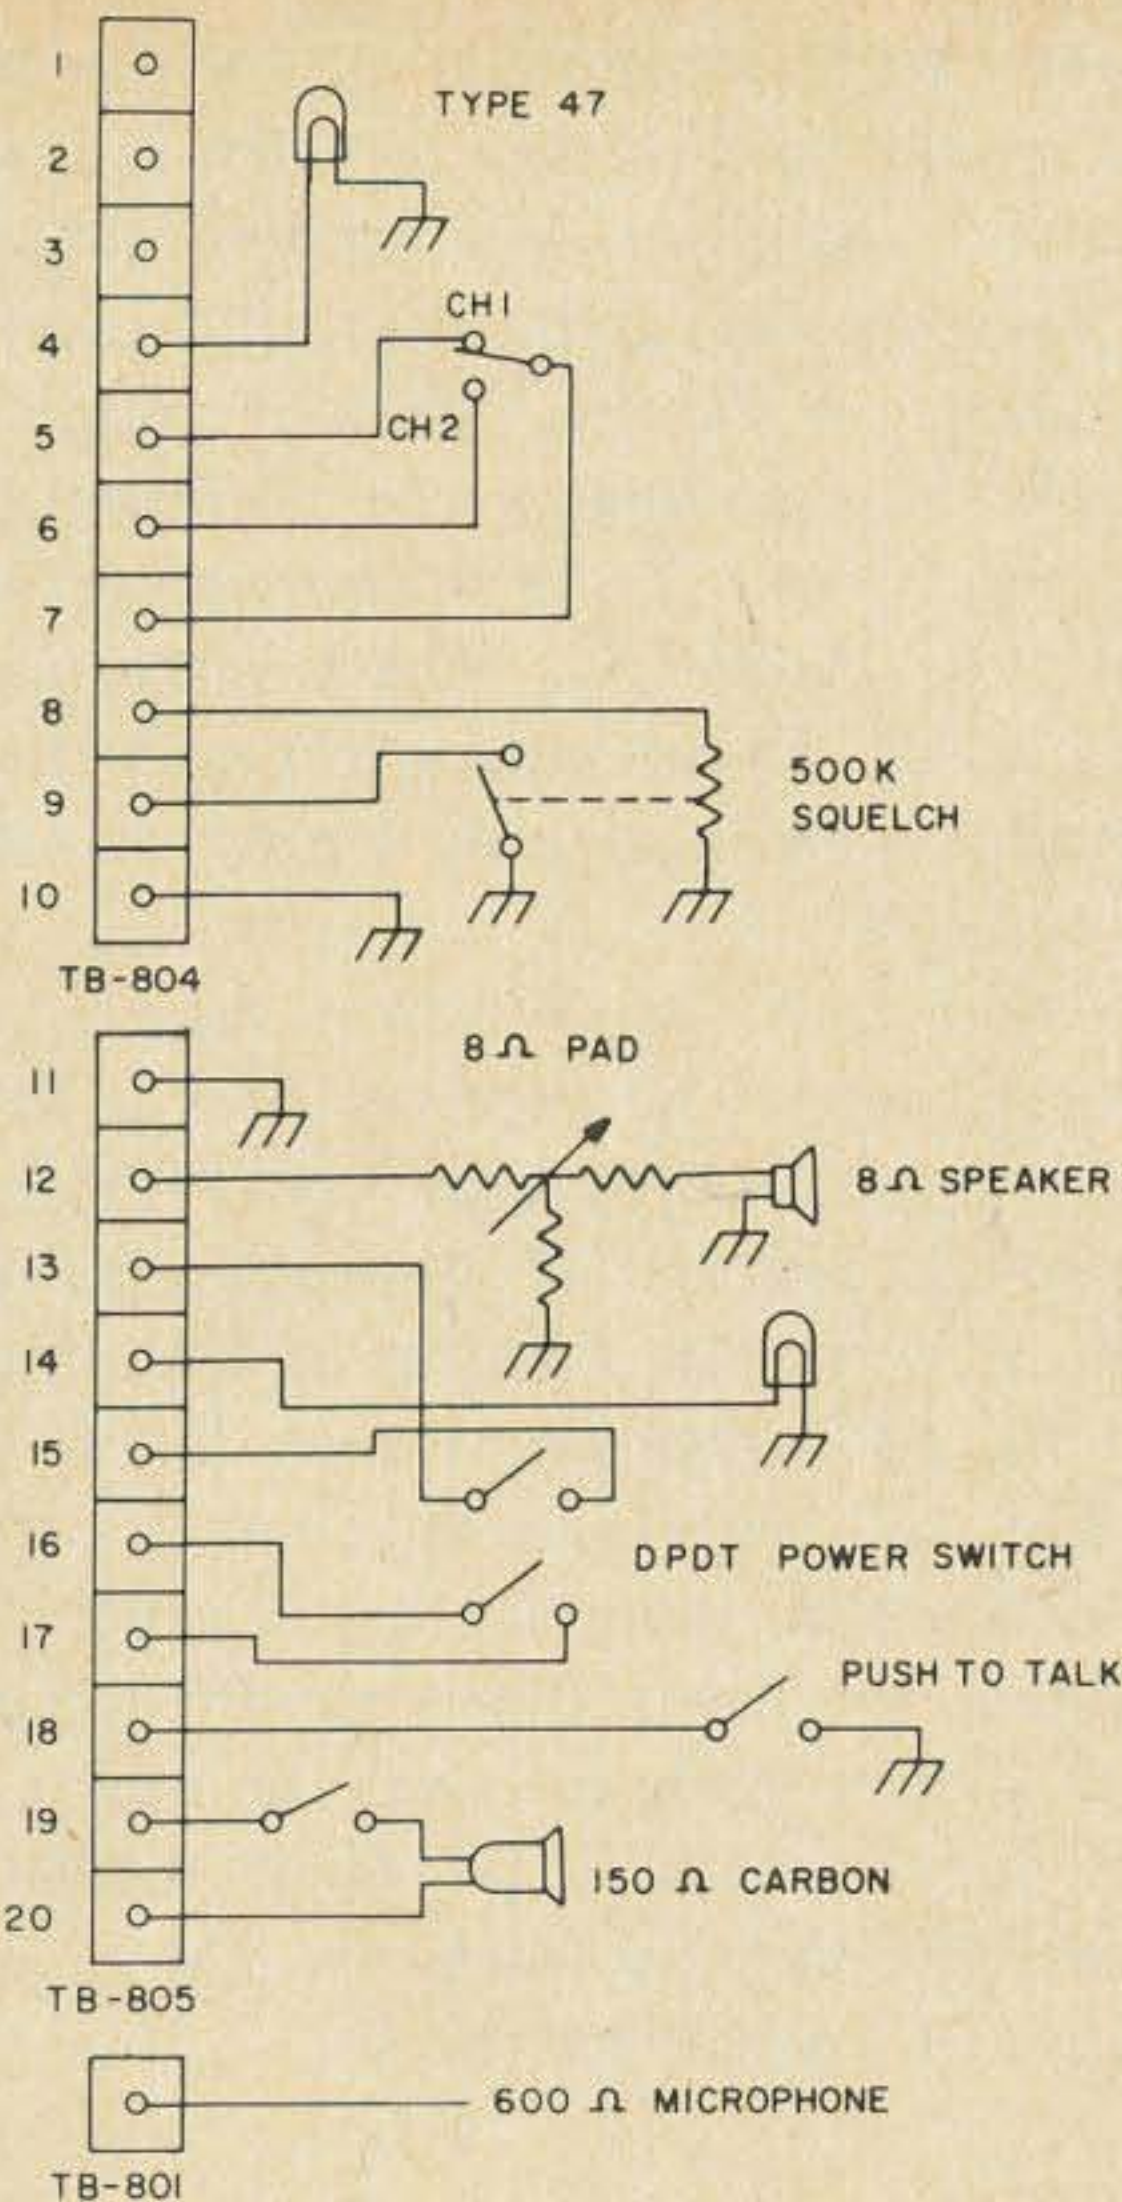 1
TYPE 47
2
3
CH1
4
CH2
5
6
7
8
500K
SQUELCH
9
10
TB-804
8Ω PAD
11
12
8Ω SPEAKER
13
14
15
16
DPDT POWER SWITCH
17
PUSH TO TALK
18
19
150 Ω CARBON
20
TB-805
600 Ω MICROPHONE
TB-801